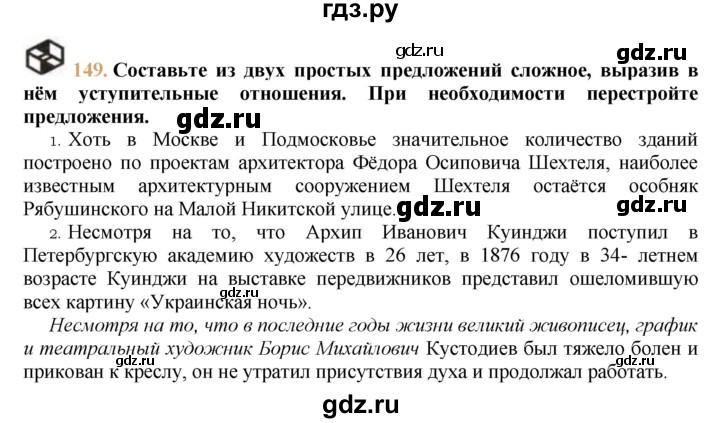 гдз.ру
gdz.ru
149. Составьте из двух простых предложений сложное, выразив в
нём уступительные отношения. При необходимости перестройте
предложения.
gdz.ru
1. Хоть в Москве и Подмосковье значительное количество зданий
построено по проектам архитектора Фёдора Осиповича Шехтеля, наиболее
gdz.ru
известным архитектурным сооружением Шехтеля остаётся особняк
Рябушинского на Малой Никитской улице.
gdz.ru
2. Несмотря на то, что Архип Иванович Куинджи поступил в
Петербургскую академию художеств в 26 лет, в 1876 году в 34- летнем
gdz.ru
возрасте Куинджи на выставке передвижников представил ошеломившую
всех картину «Украинская ночь».
gdz.ru
Несмотря на то, что в последние годы жизни великий живописец, график
и театральный художник Борис Михайлович Кустодиев был тяжело болен и
gdz.ru
прикован к креслу, он не утратил присутствия духа и продолжал работать.
gdz.ru